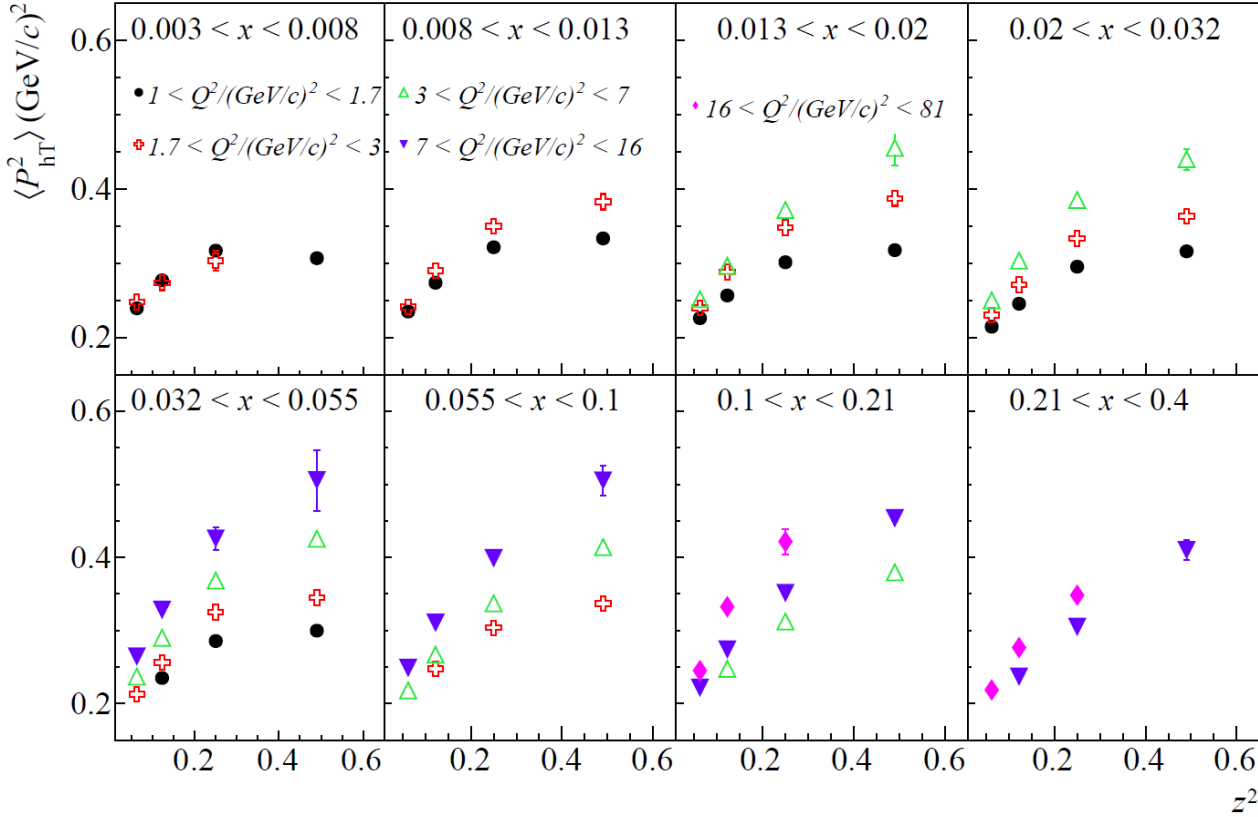 ⟨P²hT⟩ (GeV/c)²
0.6
0.4
0.2
0.003 < x < 0.008
0.008 < x < 0.013
0.013 < x < 0.02
0.02 < x < 0.032
1 < Q²/(GeV/c)² < 1.7
3 < Q²/(GeV/c)² < 7
16 < Q²/(GeV/c)² < 81
1.7 < Q²/(GeV/c)² < 3
7 < Q²/(GeV/c)² < 16
0.6
0.4
0.2
0.032 < x < 0.055
0.055 < x < 0.1
0.1 < x < 0.21
0.21 < x < 0.4
0.2 0.4 0.6 0.2 0.4 0.6 0.2 0.4 0.6 0.2 0.4 0.6
z²